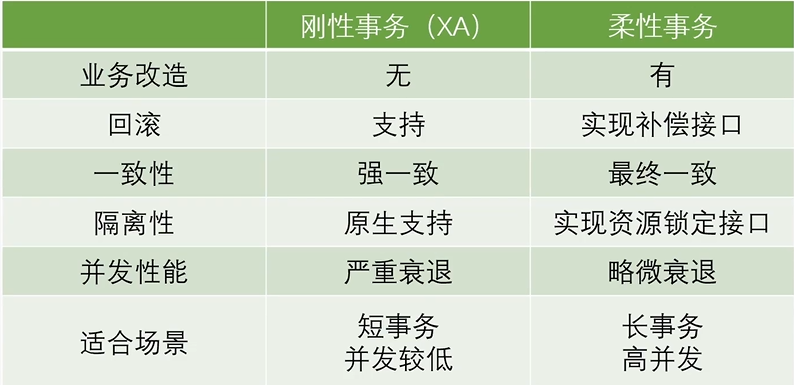 刚性事务（XA） 柔性事务
业务改造 无 有
回滚 支持 实现补偿接口
一致性 强一致 最终一致
隔离性 原生支持 实现资源锁定接口
并发性能 严重衰退 略微衰退
适合场景 短事务 长事务
并发较低 高并发